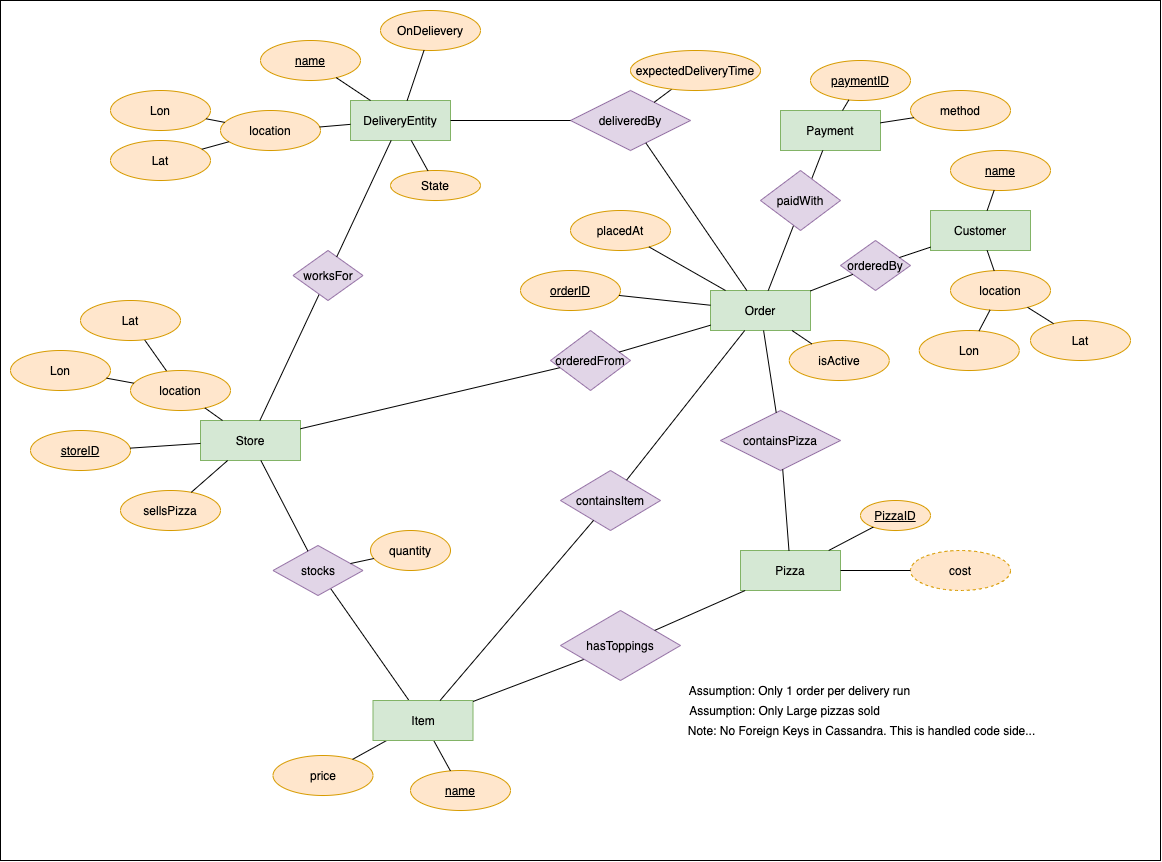 OnDelievery
name
expectedDeliveryTime
paymentID
Lon
location
DeliveryEntity
deliveredBy
Payment
method
Lat
State
name
paidWith
placedAt
Customer
worksFor
orderedBy
orderID
Order
location
Lat
Lon
location
orderedFrom
isActive
Lon
Lat
storeID
Store
containsPizza
sellsPizza
containsItem
PizzaID
quantity
stocks
Pizza
cost
hasToppings
Assumption: Only 1 order per delivery run
Assumption: Only Large pizzas sold
Note: No Foreign Keys in Cassandra. This is handled code side...
Item
price
name